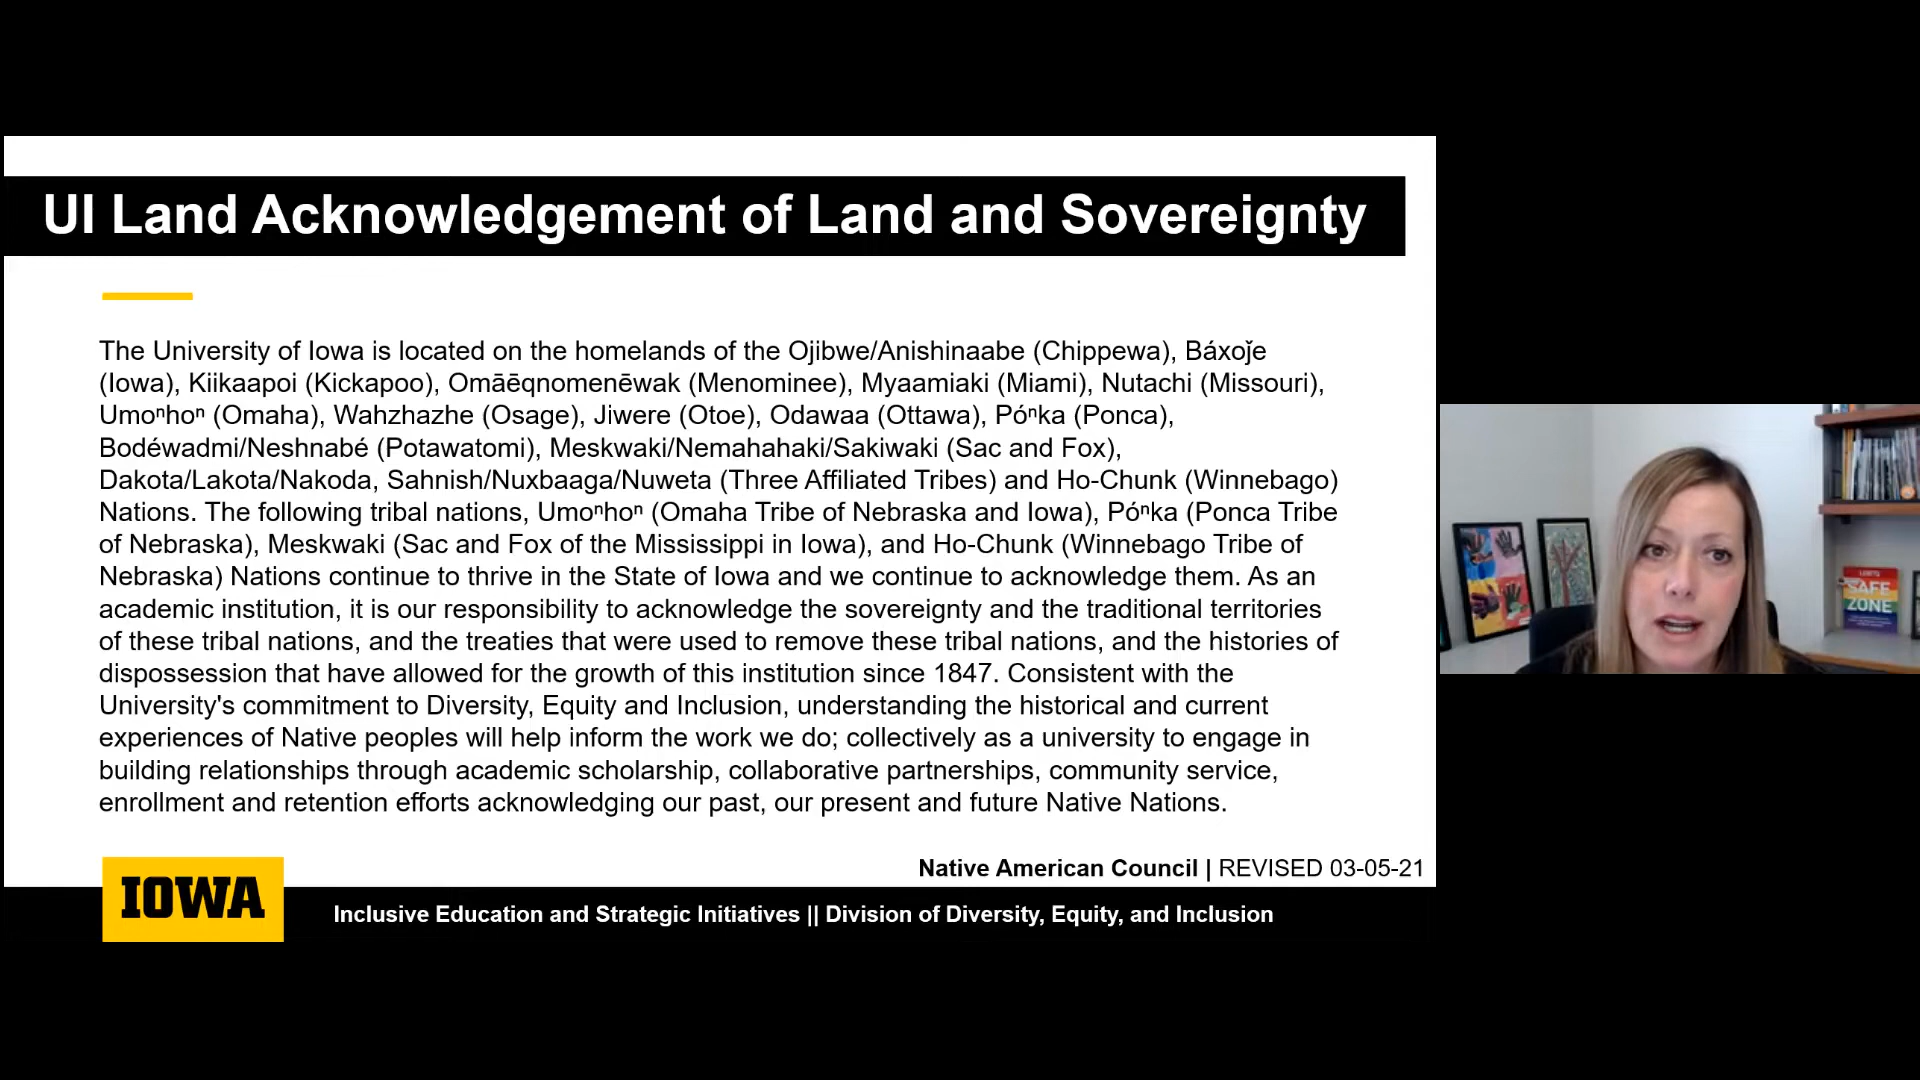 UI Land Acknowledgement of Land and Sovereignty
The University of Iowa is located on the homelands of the Ojibwe/Anishinaabe (Chippewa), Báxoǰe
(Iowa), Kiikaapoi (Kickapoo), Omāēqnomenēwak (Menominee), Myaamiaki (Miami), Nutachi (Missouri),
Umoⁿhoⁿ (Omaha), Wahzhazhe (Osage), Jiwere (Otoe), Odawaa (Ottawa), Póⁿka (Ponca),
Bodéwadmi/Neshnabé (Potawatomi), Meskwaki/Nemahahaki/Sakiwaki (Sac and Fox),
Dakota/Lakota/Nakoda, Sahnish/Nuxbaaga/Nuweta (Three Affiliated Tribes) and Ho-Chunk (Winnebago)
Nations. The following tribal nations, Umoⁿhoⁿ (Omaha Tribe of Nebraska and Iowa), Póⁿka (Ponca Tribe
of Nebraska), Meskwaki (Sac and Fox of the Mississippi in Iowa), and Ho-Chunk (Winnebago Tribe of
Nebraska) Nations continue to thrive in the State of Iowa and we continue to acknowledge them. As an
academic institution, it is our responsibility to acknowledge the sovereignty and the traditional territories
of these tribal nations, and the treaties that were used to remove these tribal nations, and the histories of
dispossession that have allowed for the growth of this institution since 1847. Consistent with the
University's commitment to Diversity, Equity and Inclusion, understanding the historical and current
experiences of Native peoples will help inform the work we do; collectively as a university to engage in
building relationships through academic scholarship, collaborative partnerships, community service,
enrollment and retention efforts acknowledging our past, our present and future Native Nations.
Native American Council | REVISED 03-05-21
IOWA
Inclusive Education and Strategic Initiatives || Division of Diversity, Equity, and Inclusion
SAFE
ZONE